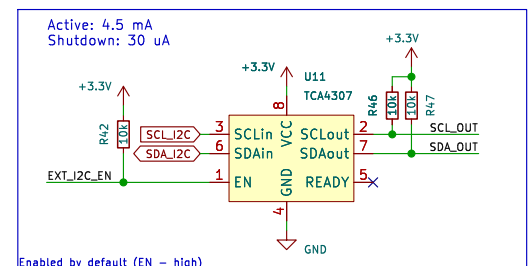 Active: 4.5 mA
Shutdown: 30 uA
+3.3V
+3.3V
+3.3V
U11
TCA4307
R42
10k
R46
10k
R47
10k
SCL_I2C
SDA_I2C
EXT_I2C_EN
3
6
1
8
4
2
7
5
SCLin
SDAin
EN
VCC
GND
SCLout
SDAout
READY
SCL_OUT
SDA_OUT
GND
Enabled by default (EN - high)